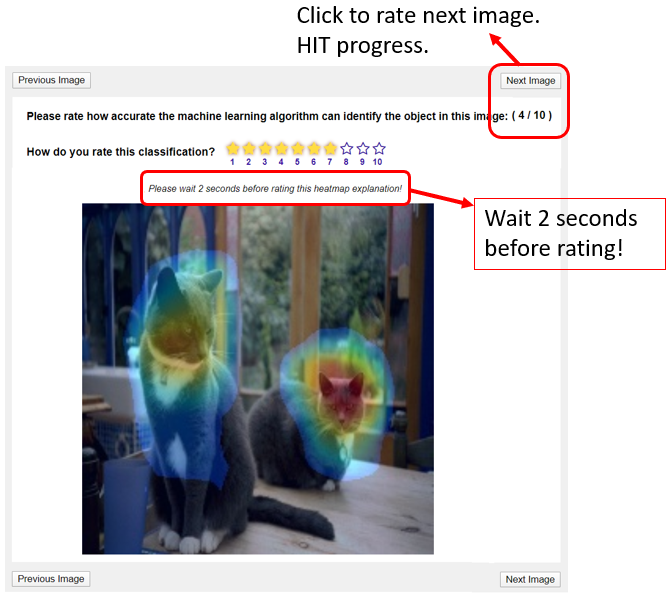 Click to rate next image.
HIT progress.
Previous Image
Next Image
Please rate how accurate the machine learning algorithm can identify the object in this image: ( 4 / 10 )
How do you rate this classification?
1 2 3 4 5 6 7 8 9 10
Please wait 2 seconds before rating this heatmap explanation!
Wait 2 seconds
before rating!
Previous Image
Next Image